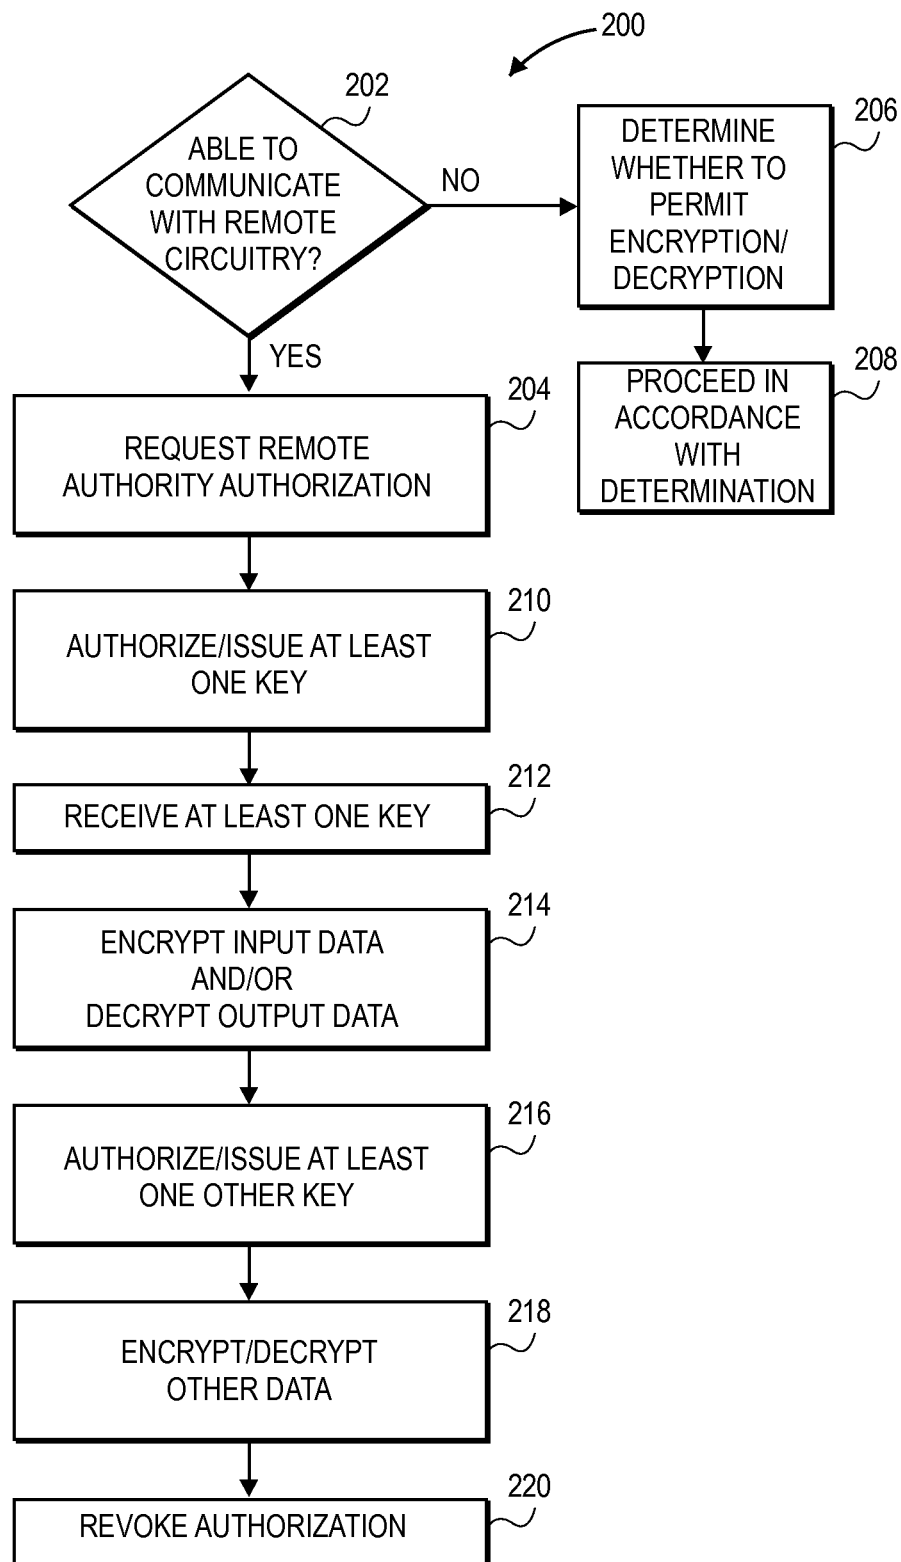 200
202
ABLE TO
COMMUNICATE
WITH REMOTE
CIRCUITRY?
NO
YES
206
DETERMINE
WHETHER TO
PERMIT
ENCRYPTION/
DECRYPTION
208
PROCEED IN
ACCORDANCE
WITH
DETERMINATION
204
REQUEST REMOTE
AUTHORITY AUTHORIZATION
210
AUTHORIZE/ISSUE AT LEAST
ONE KEY
212
RECEIVE AT LEAST ONE KEY
214
ENCRYPT INPUT DATA
AND/OR
DECRYPT OUTPUT DATA
216
AUTHORIZE/ISSUE AT LEAST
ONE OTHER KEY
218
ENCRYPT/DECRYPT
OTHER DATA
220
REVOKE AUTHORIZATION